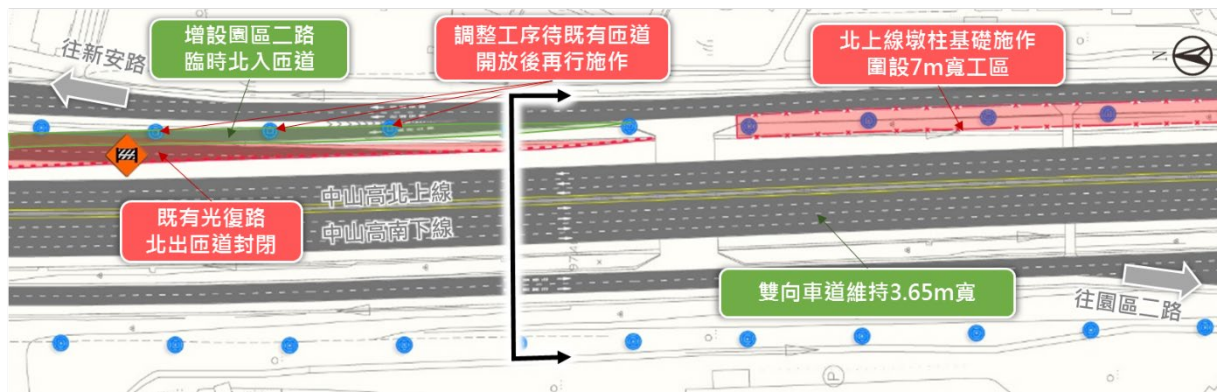 往新安路
增設園區二路
臨時北入匝道
調整工序待既有匝道
開放後再行施作
北上線墩柱基礎施作
圍設7m寬工區
N
既有光復路
北出匝道封閉
中山高北上線
中山高南下線
雙向車道維持3.65m寬
往園區二路
P